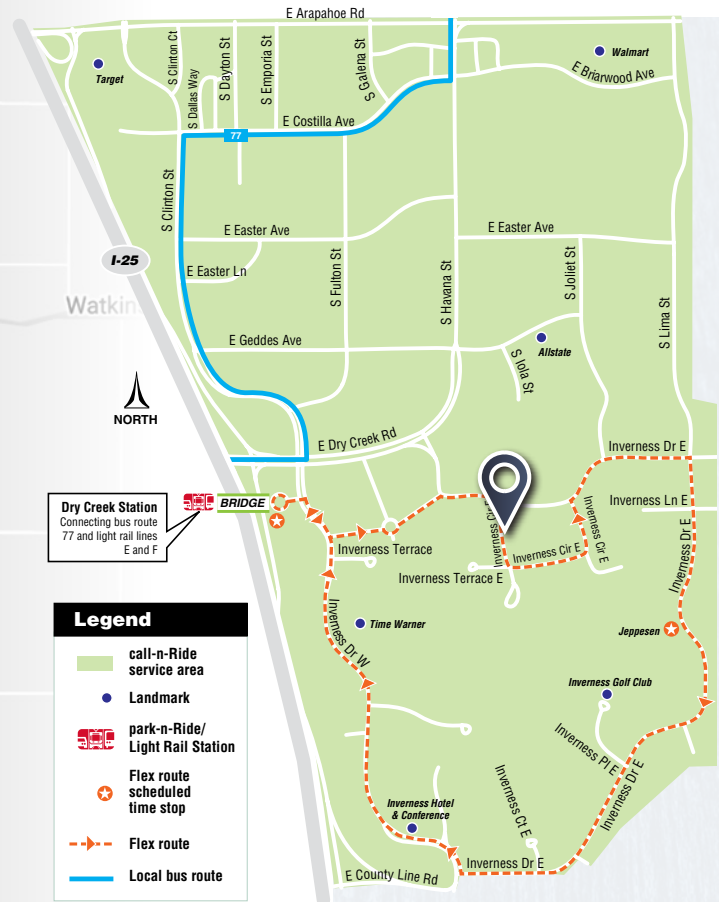 E Arapahoe Rd
Target
S Clinton Ct
S Dallas Way
S Dayton St
S Emporia St
S Galena St
Walmart
E Briarwood Ave
E Costilla Ave
77
S Clinton St
E Easter Ave
E Easter Ave
I-25
E Easter Ln
S Fulton St
S Havana St
S Joliet St
S Lima St
Watkin
E Geddes Ave
Allstate
S Iola St
NORTH
E Dry Creek Rd
Inverness Dr E
Dry Creek Station
Connecting bus route
77 and light rail lines
E and F
BRIDGE
Inverness Ln E
Inverness Terrace
Inverness Cir E
Inverness Cir E
Inverness Dr E
Inverness Terrace E
Legend
call-n-Ride
service area
Landmark
park-n-Ride/
Light Rail Station
Flex route
scheduled
time stop
Flex route
Local bus route
Inverness Dr W
Time Warner
Jeppesen
Inverness Golf Club
Inverness Pl E
Inverness Dr E
Inverness Hotel
& Conference
Inverness Ct E
Inverness Dr E
E County Line Rd